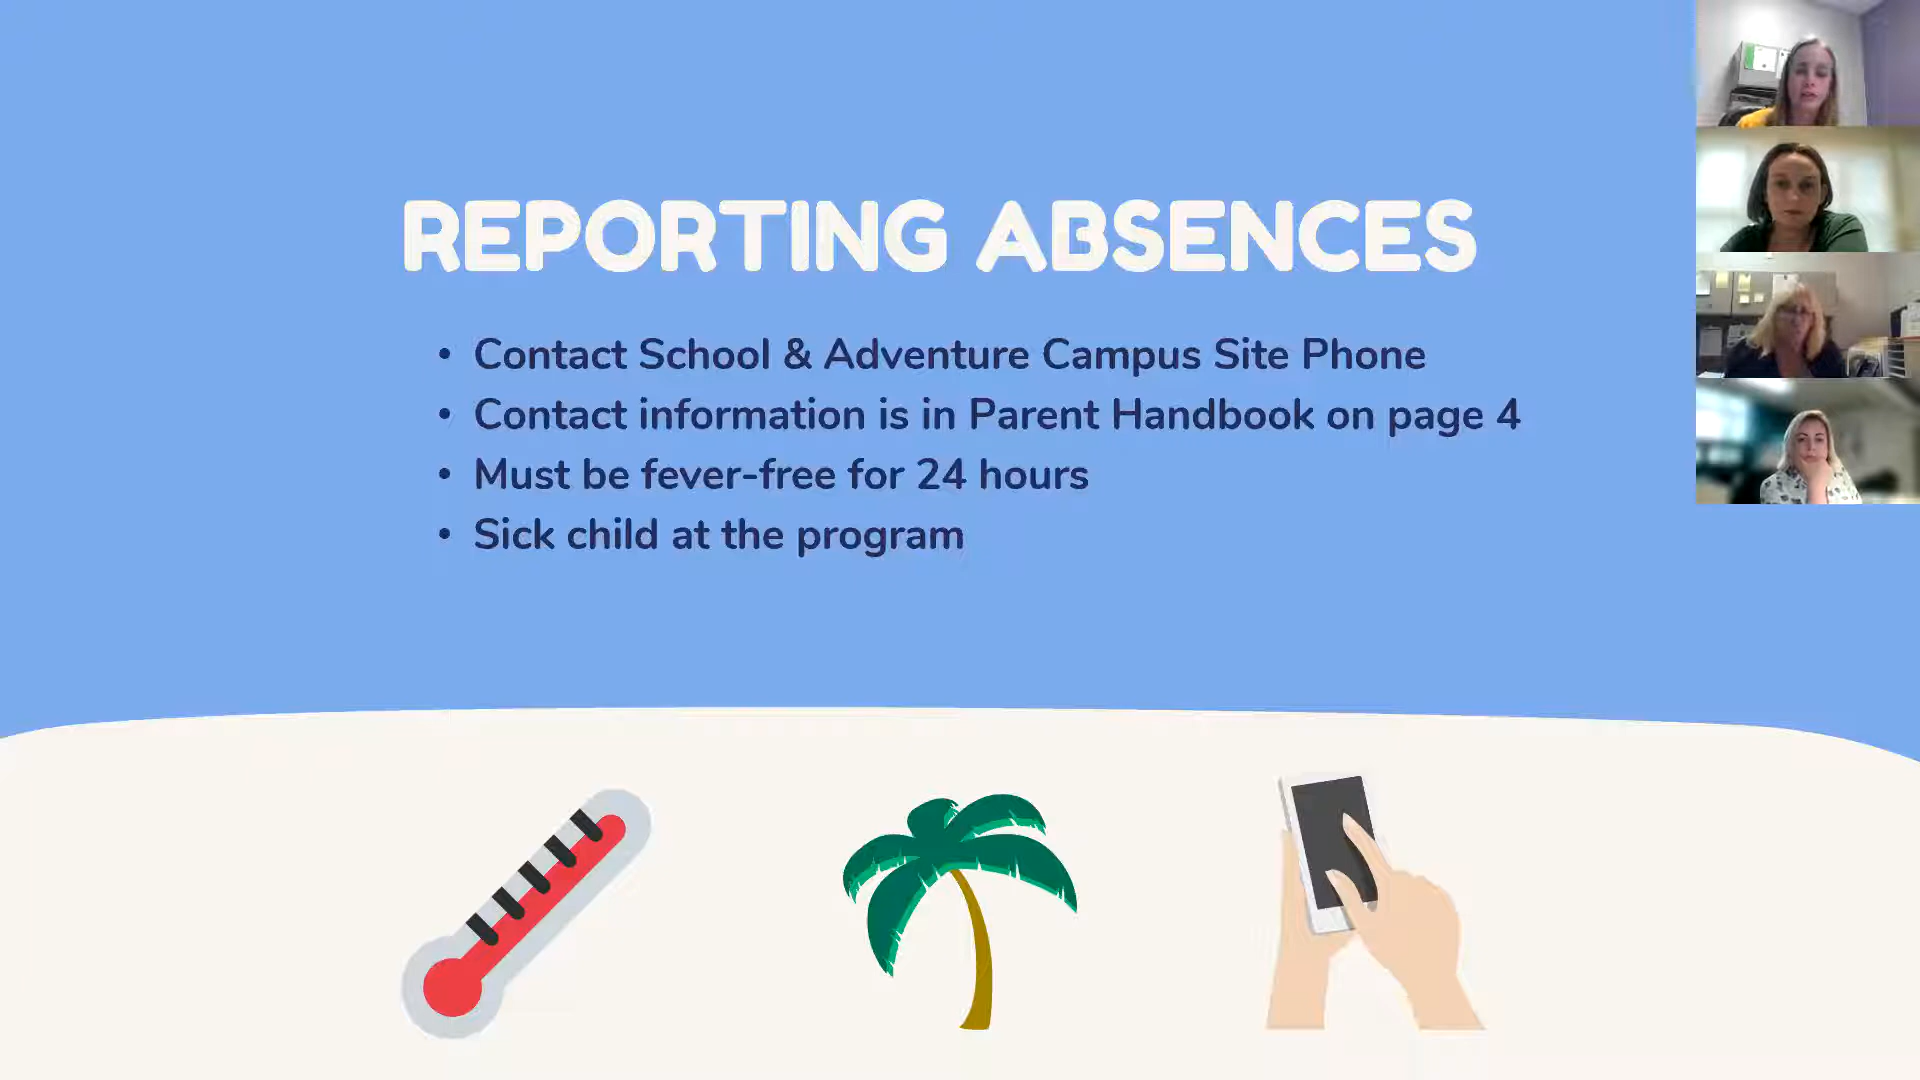 REPORTING ABSENCES
• Contact School & Adventure Campus Site Phone
• Contact information is in Parent Handbook on page 4
• Must be fever-free for 24 hours
• Sick child at the program